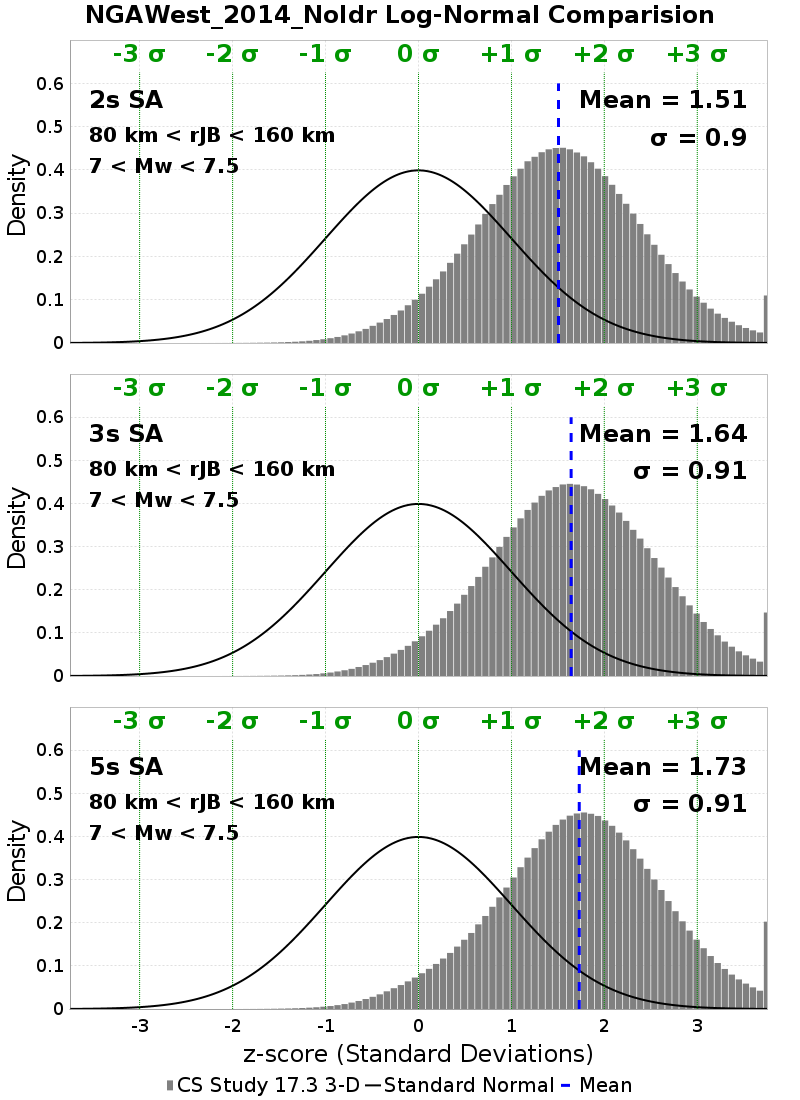 NGAWest_2014_NoIdr Log-Normal Comparision
-3 σ -2 σ -1 σ 0 σ +1 σ +2 σ +3 σ
0.6
2s SA Mean = 1.51
0.5
80 km < rJB < 160 km σ = 0.9
7 < Mw < 7.5
0.4
0.3
0.2
0.1
0
Density
-3 σ -2 σ -1 σ 0 σ +1 σ +2 σ +3 σ
0.6
3s SA Mean = 1.64
0.5
80 km < rJB < 160 km σ = 0.91
7 < Mw < 7.5
0.4
0.3
0.2
0.1
0
Density
-3 σ -2 σ -1 σ 0 σ +1 σ +2 σ +3 σ
0.6
5s SA Mean = 1.73
0.5
80 km < rJB < 160 km σ = 0.91
7 < Mw < 7.5
0.4
0.3
0.2
0.1
0
Density
-3 -2 -1 0 1 2 3
z-score (Standard Deviations)
CS Study 17.3 3-D Standard Normal Mean